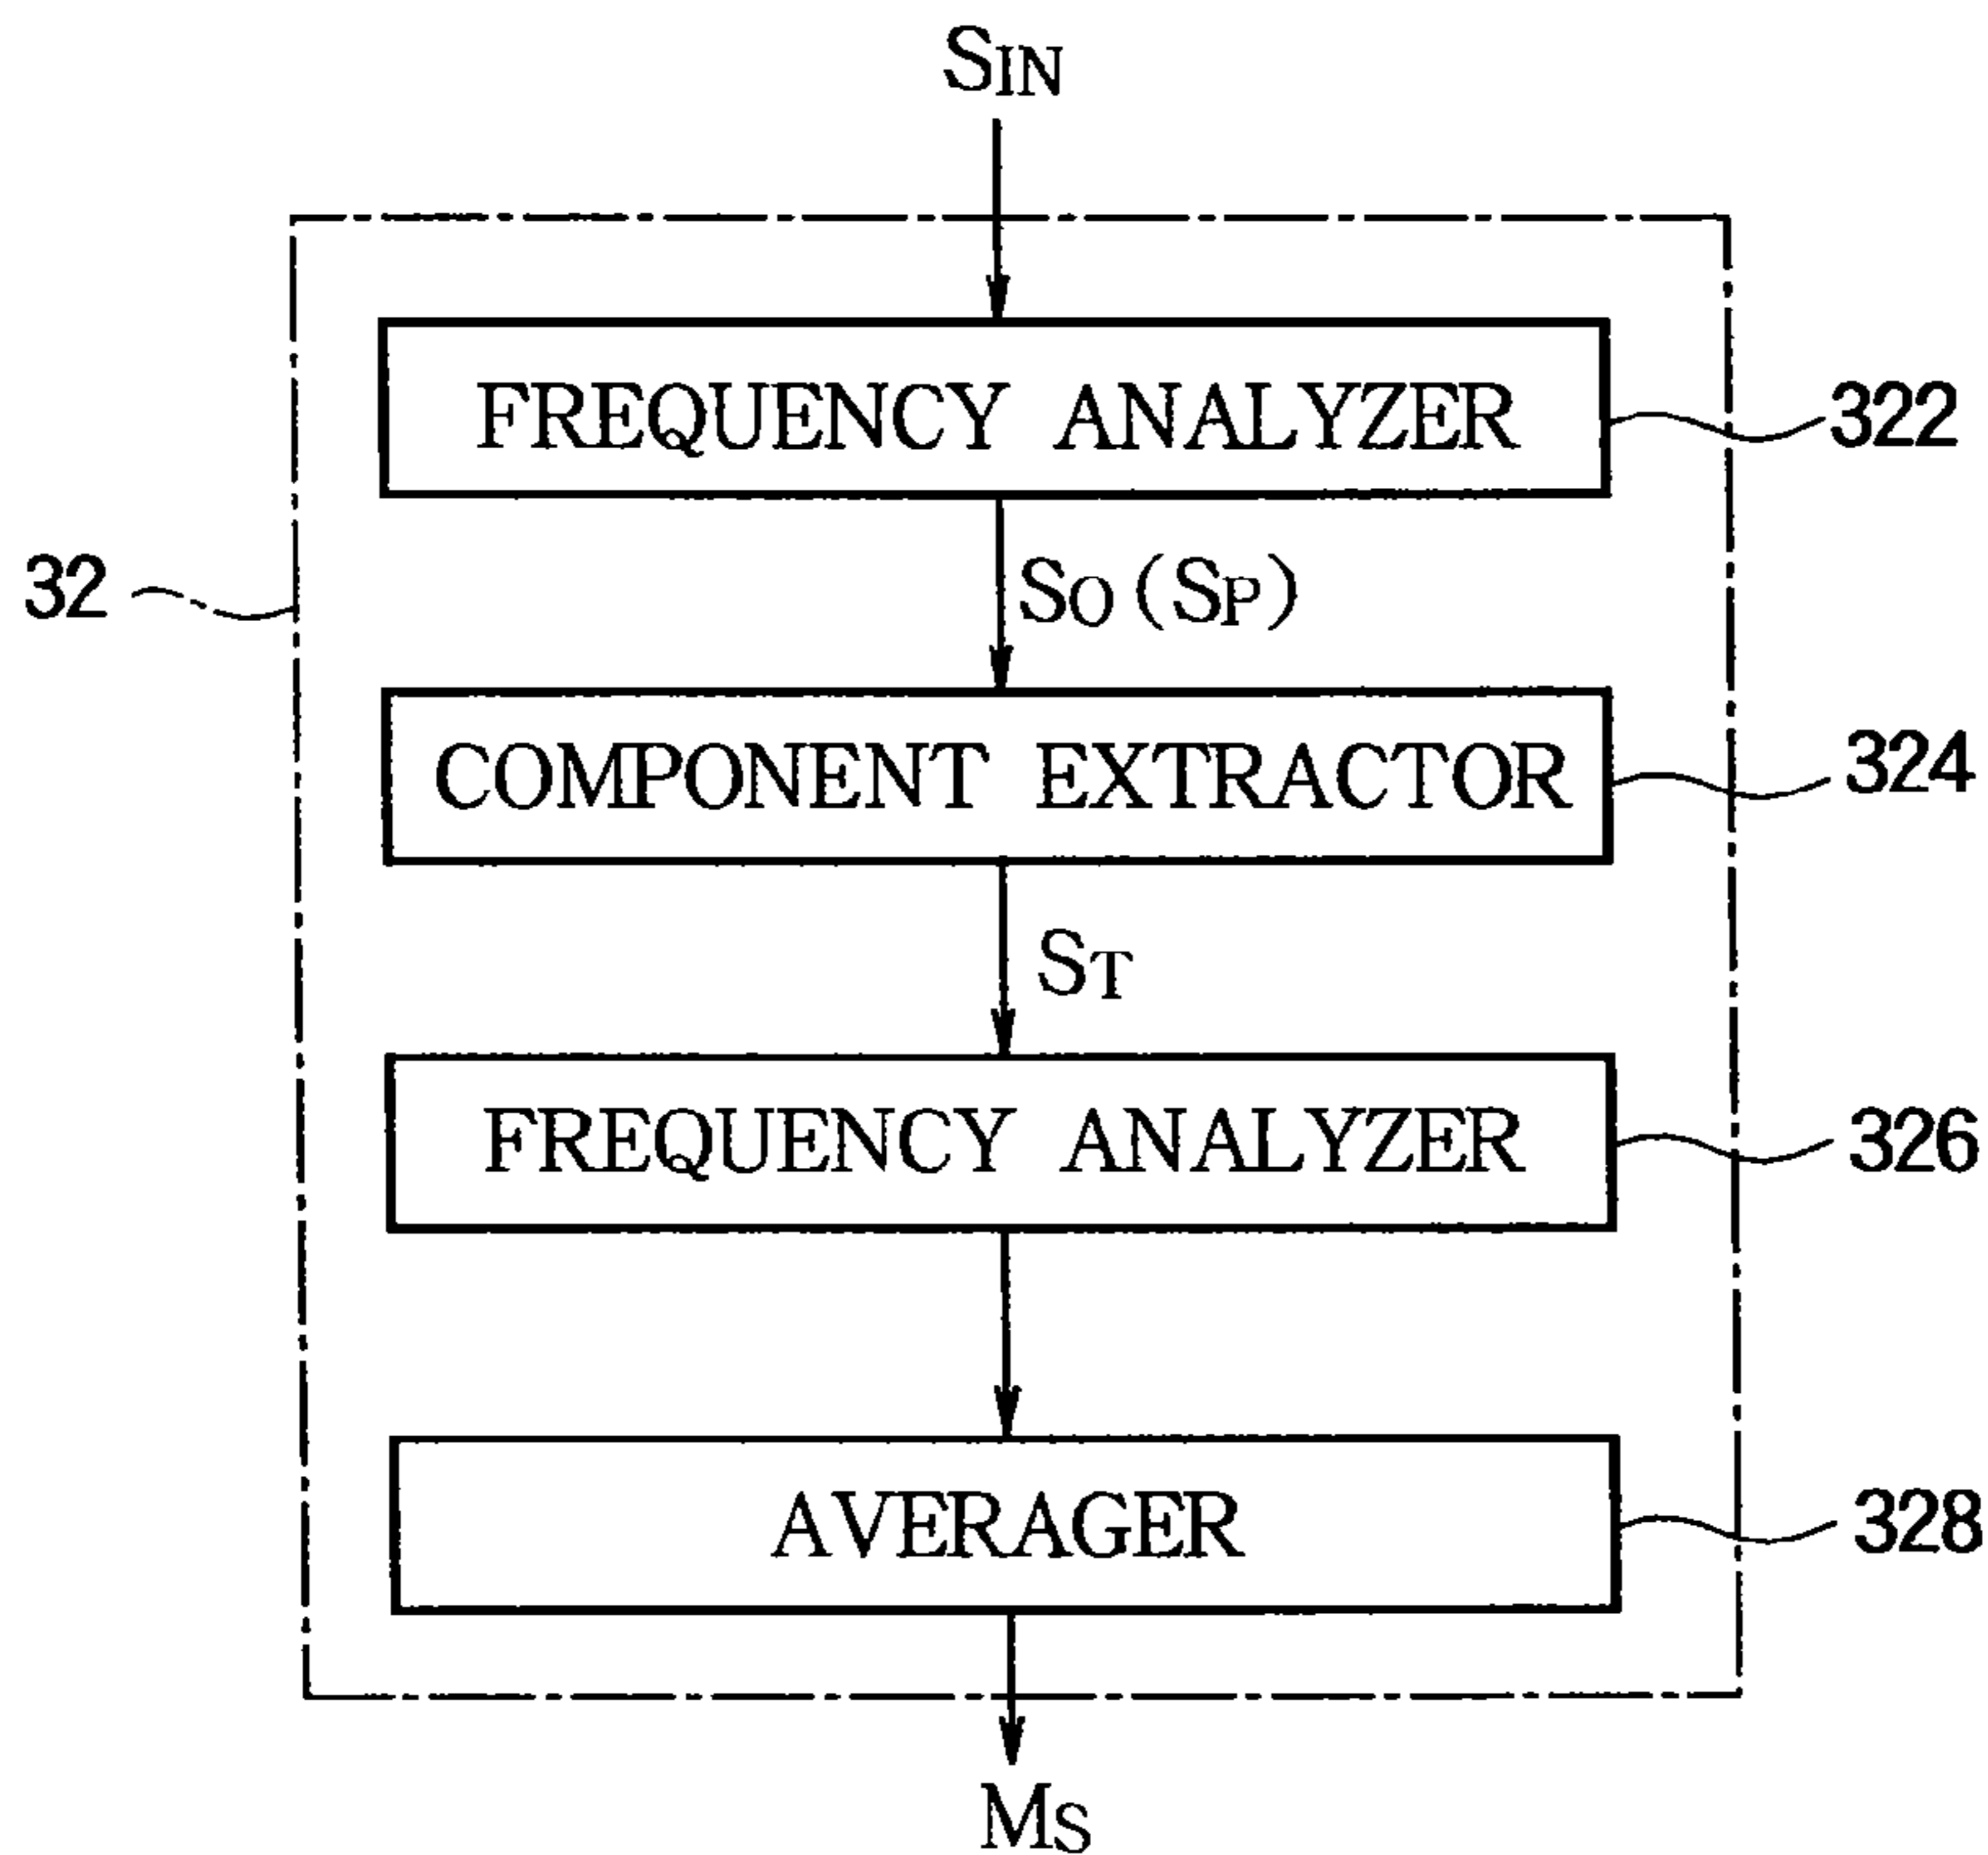 SIN
FREQUENCY ANALYZER
322
32
SO(SP)
COMPONENT EXTRACTOR
324
ST
FREQUENCY ANALYZER
326
AVERAGER
328
MS